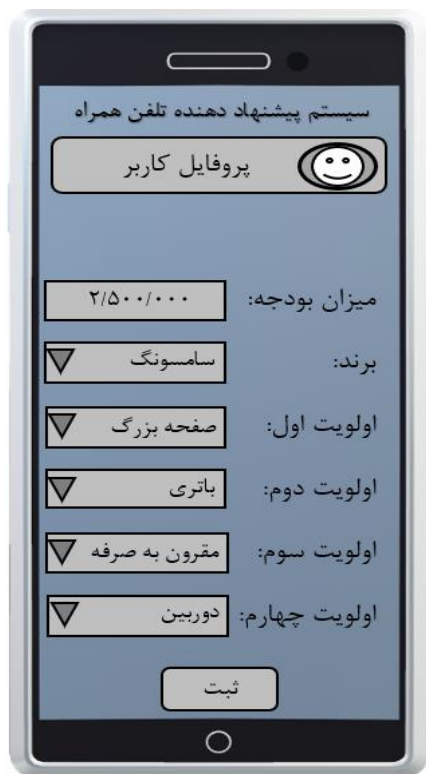 سیستم پیشنهاد دهنده تلفن همراه
پروفایل کاربر
میزان بودجه: ۲/۵۰۰/۰۰۰
برند: سامسونگ
اولویت اول: صفحه بزرگ
اولویت دوم: باتری
اولویت سوم: مقرون به صرفه
اولویت چهارم: دوربین
ثبت